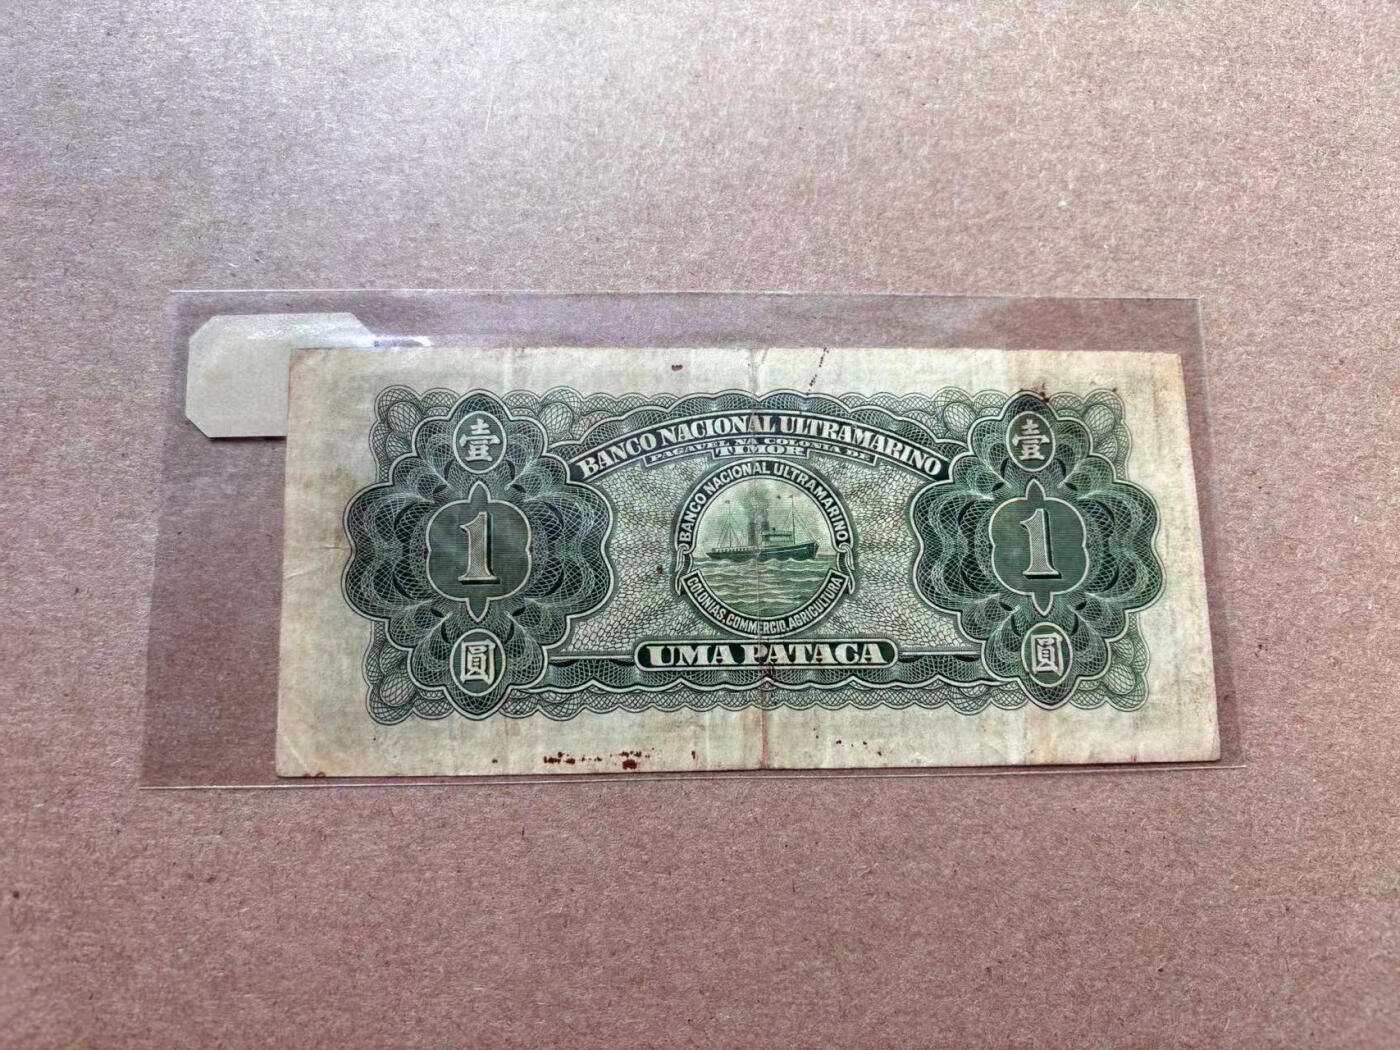 BANCO NACIONAL ULTRAMARINO
PAGAVEL NA COLONIA DE
TIMOR
壹
壹
BANCO NACIONAL ULTRAMARINO
1
1
COLONIAS, COMMERCIO, AGRICULTURA
圓
圓
UMA PATACA